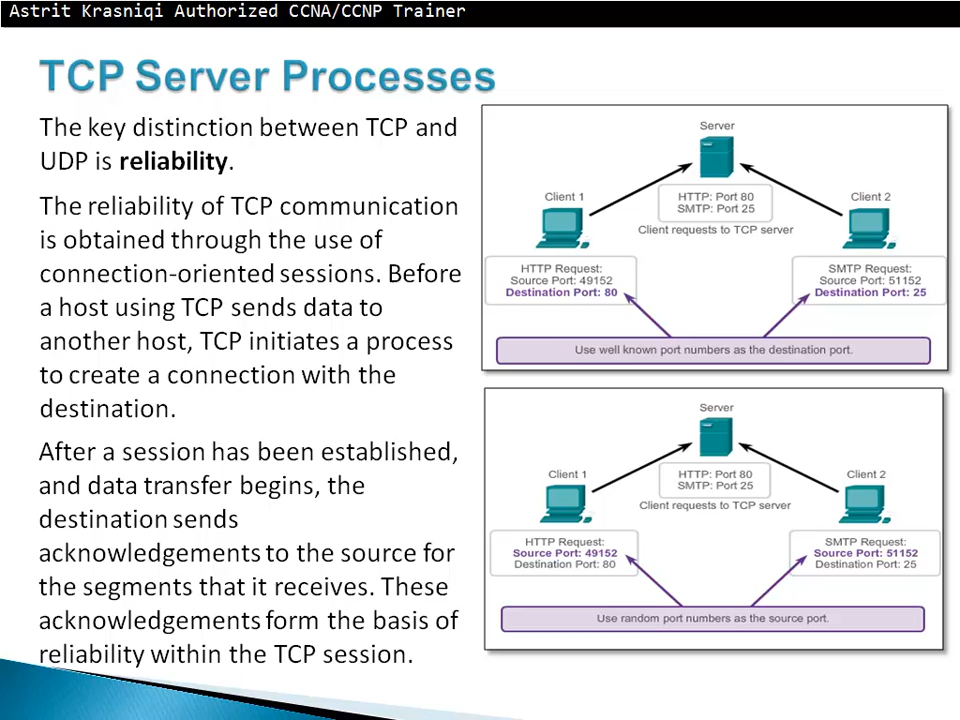 Astrit Krasniqi Authorized CCNA/CCNP Trainer
TCP Server Processes
The key distinction between TCP and
UDP is reliability.
The reliability of TCP communication
is obtained through the use of
connection-oriented sessions. Before
a host using TCP sends data to
another host, TCP initiates a process
to create a connection with the
destination.
After a session has been established,
and data transfer begins, the
destination sends
acknowledgements to the source for
the segments that it receives. These
acknowledgements form the basis of
reliability within the TCP session.
Server
Client 1
HTTP: Port 80
SMTP: Port 25
Client 2
Client requests to TCP server
HTTP Request:
Source Port: 49152
Destination Port: 80
SMTP Request:
Source Port: 51152
Destination Port: 25
Use well known port numbers as the destination port.
Server
Client 1
HTTP: Port 80
SMTP: Port 25
Client 2
Client requests to TCP server
HTTP Request:
Source Port: 49152
Destination Port: 80
SMTP Request:
Source Port: 51152
Destination Port: 25
Use random port numbers as the source port.